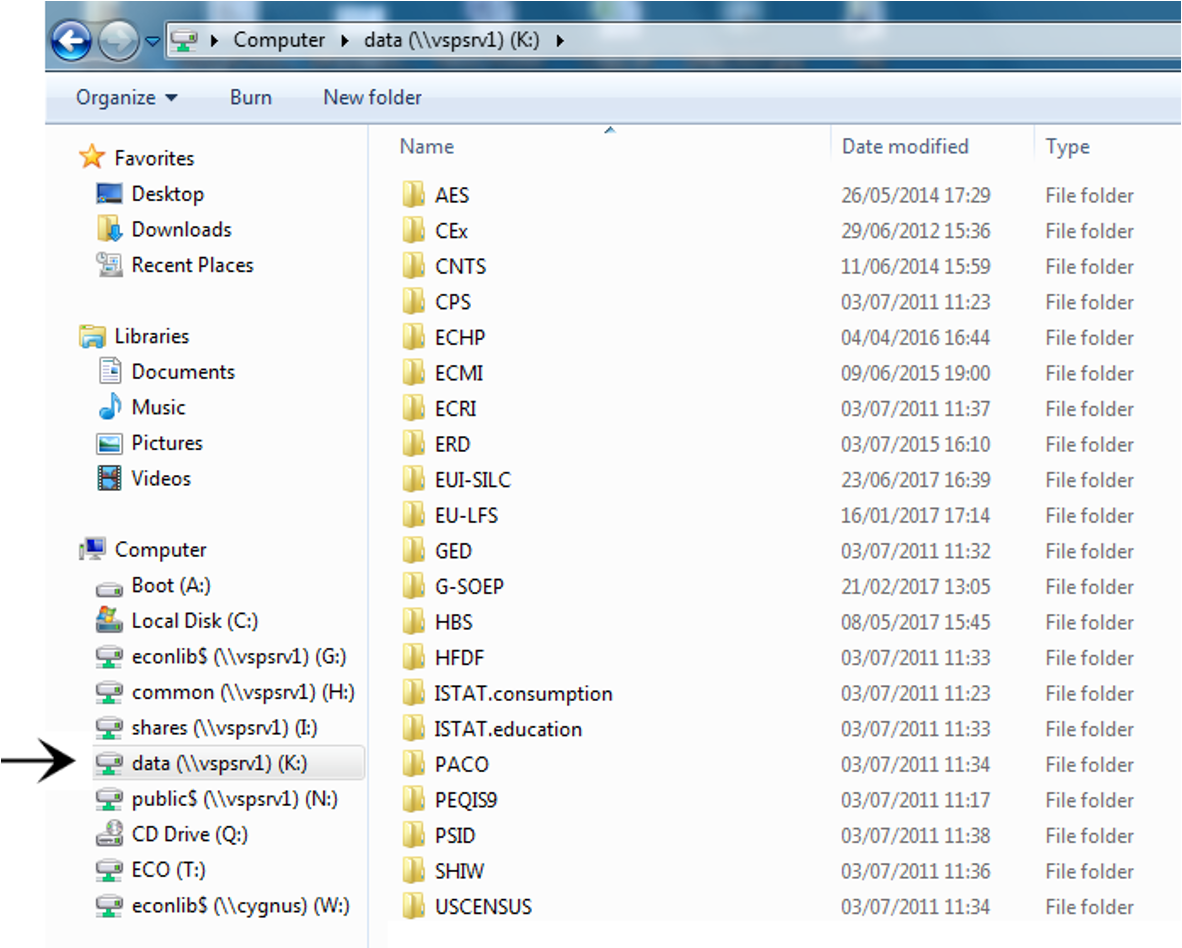 Computer data (\\vspsrv1) (K:)
Organize Burn New folder
Favorites
Desktop
Downloads
Recent Places
Libraries
Documents
Music
Pictures
Videos
Computer
Boot (A:)
Local Disk (C:)
econlib$ (\\vspsrv1) (G:)
common (\\vspsrv1) (H:)
shares (\\vspsrv1) (I:)
data (\\vspsrv1) (K:)
public$ (\\vspsrv1) (N:)
CD Drive (Q:)
ECO (T:)
econlib$ (\\cygnus) (W:)
Name Date modified Type
AES 26/05/2014 17:29 File folder
CEx 29/06/2012 15:36 File folder
CNTS 11/06/2014 15:59 File folder
CPS 03/07/2011 11:23 File folder
ECHP 04/04/2016 16:44 File folder
ECMI 09/06/2015 19:00 File folder
ECRI 03/07/2011 11:37 File folder
ERD 03/07/2015 16:10 File folder
EUI-SILC 23/06/2017 16:39 File folder
EU-LFS 16/01/2017 17:14 File folder
GED 03/07/2011 11:32 File folder
G-SOEP 21/02/2017 13:05 File folder
HBS 08/05/2017 15:45 File folder
HFDF 03/07/2011 11:33 File folder
ISTAT.consumption 03/07/2011 11:23 File folder
ISTAT.education 03/07/2011 11:33 File folder
PACO 03/07/2011 11:34 File folder
PEQIS9 03/07/2011 11:17 File folder
PSID 03/07/2011 11:38 File folder
SHIW 03/07/2011 11:36 File folder
USCENSUS 03/07/2011 11:34 File folder